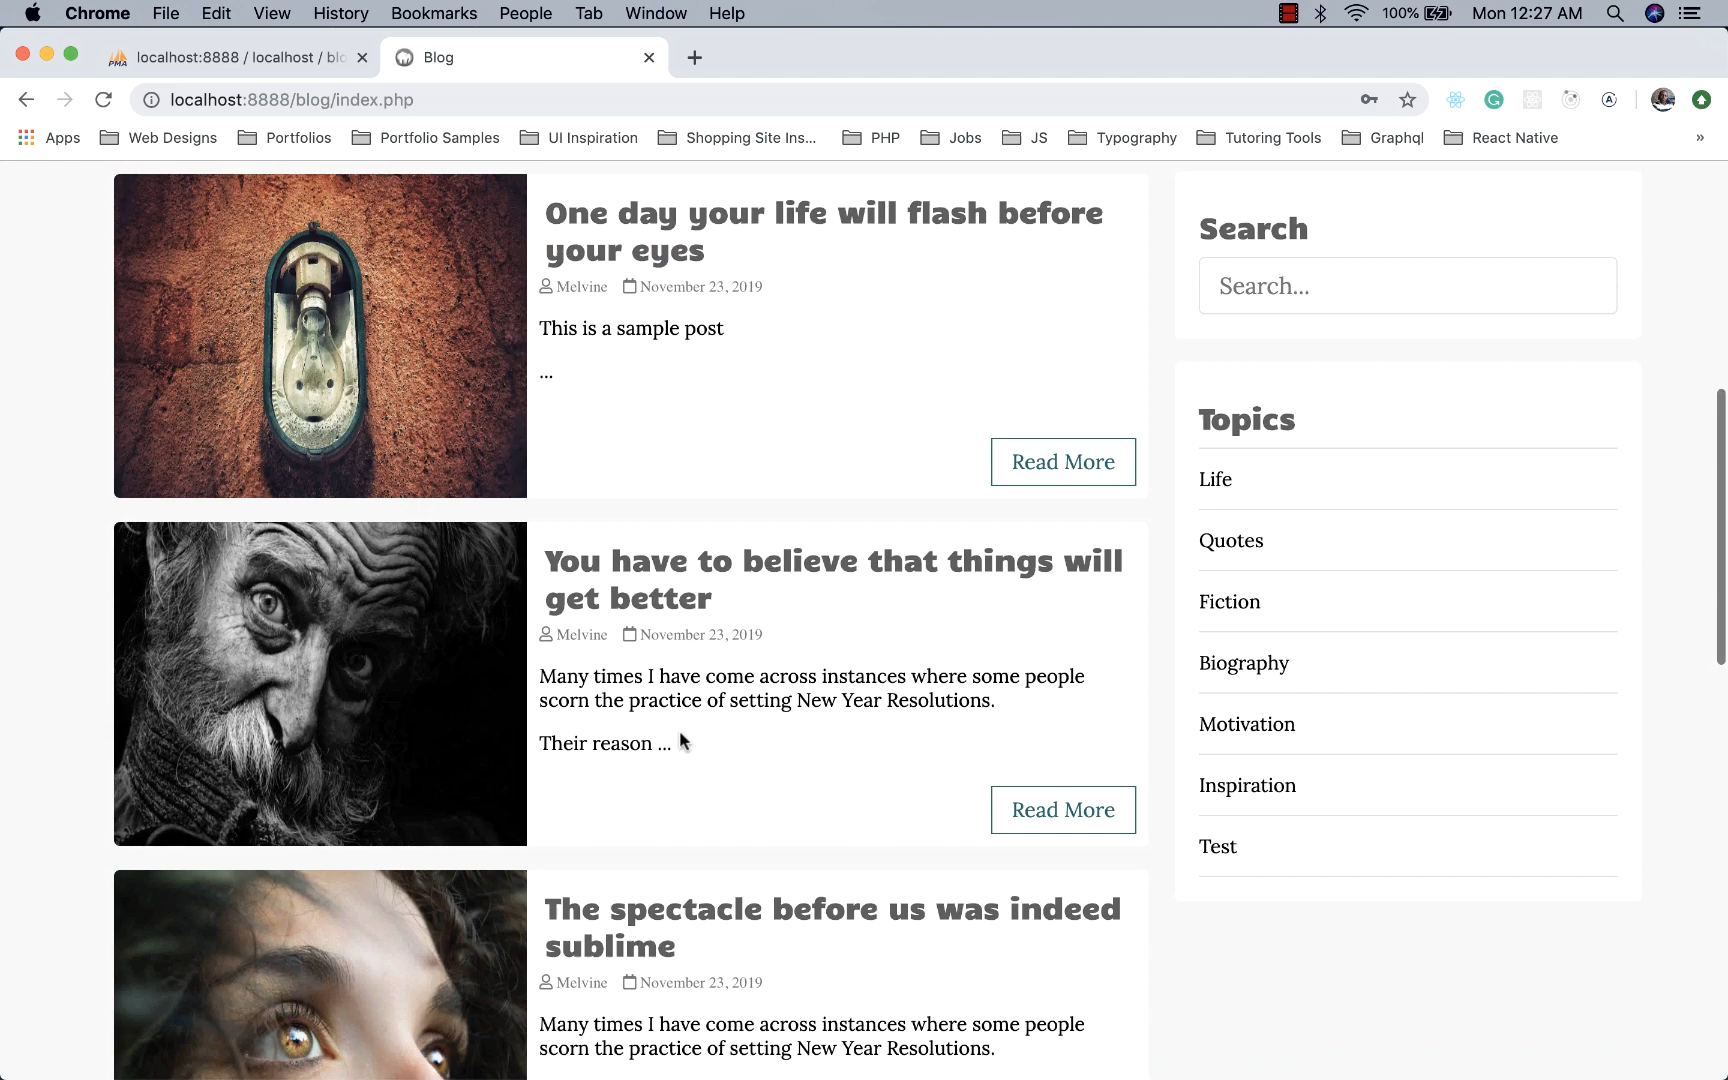 Chrome File Edit View History Bookmarks People Tab Window Help 100% Mon 12:27 AM
PMA localhost:8888 / localhost / blo Blog
localhost:8888/blog/index.php
Apps Web Designs Portfolios Portfolio Samples UI Inspiration Shopping Site Ins... PHP Jobs JS Typography Tutoring Tools Graphql React Native »
One day your life will flash before
your eyes
Melvine November 23, 2019
This is a sample post
...
Read More
You have to believe that things will
get better
Melvine November 23, 2019
Many times I have come across instances where some people
scorn the practice of setting New Year Resolutions.
Their reason ...
Read More
The spectacle before us was indeed
sublime
Melvine November 23, 2019
Many times I have come across instances where some people
scorn the practice of setting New Year Resolutions.
Search
Search...
Topics
Life
Quotes
Fiction
Biography
Motivation
Inspiration
Test